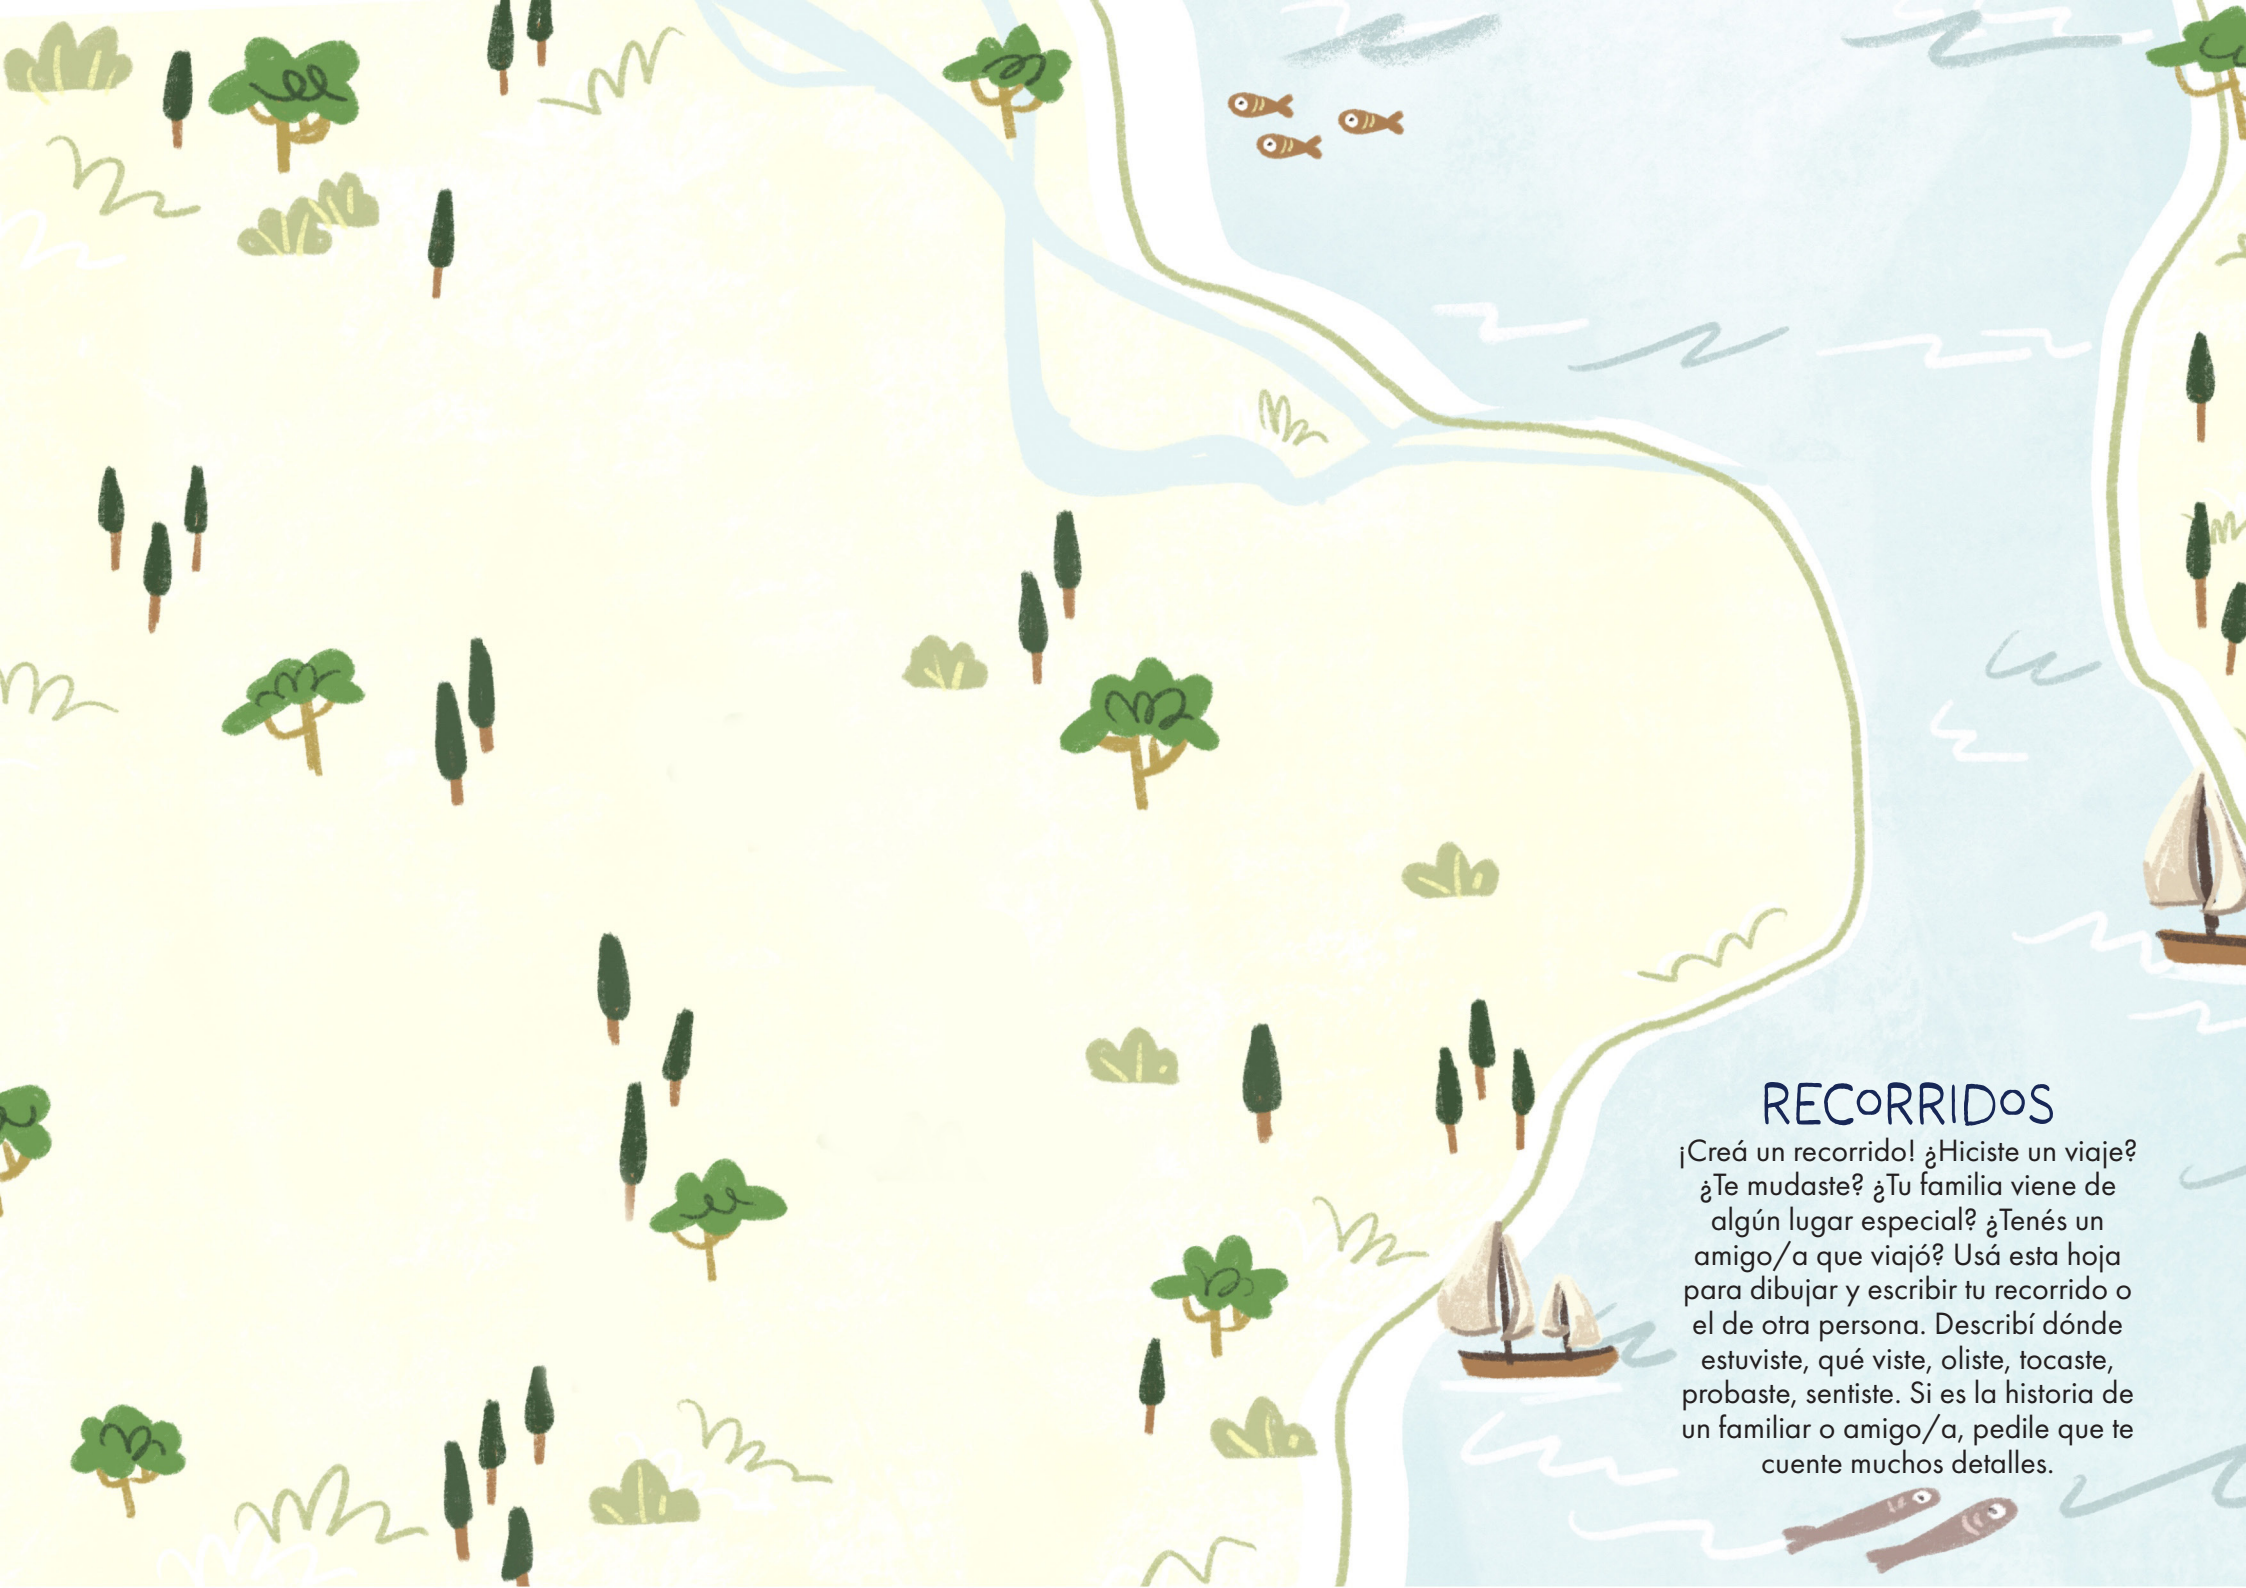 RECORRIDOS
¡Creá un recorrido! ¿Hiciste un viaje?
¿Te mudaste? ¿Tu familia viene de
algún lugar especial? ¿Tenés un
amigo/a que viajó? Usá esta hoja
para dibujar y escribir tu recorrido o
el de otra persona. Describí dónde
estuviste, qué viste, oliste, tocaste,
probaste, sentiste. Si es la historia de
un familiar o amigo/a, pedile que te
cuente muchos detalles.